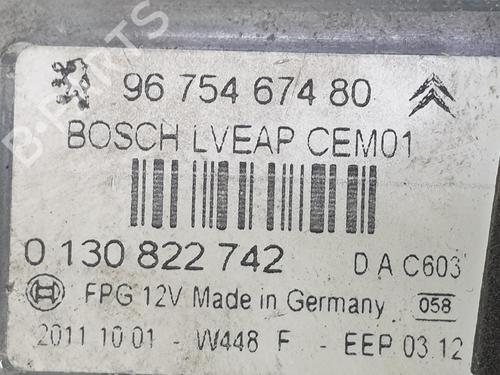 96 754 674 80
BOSCH LVEAP CEM01
0 130 822 742 D A C603
FPG 12V Made in Germany 058
2011 10 01 - W448 F - EEP 03.12
B-PARTS